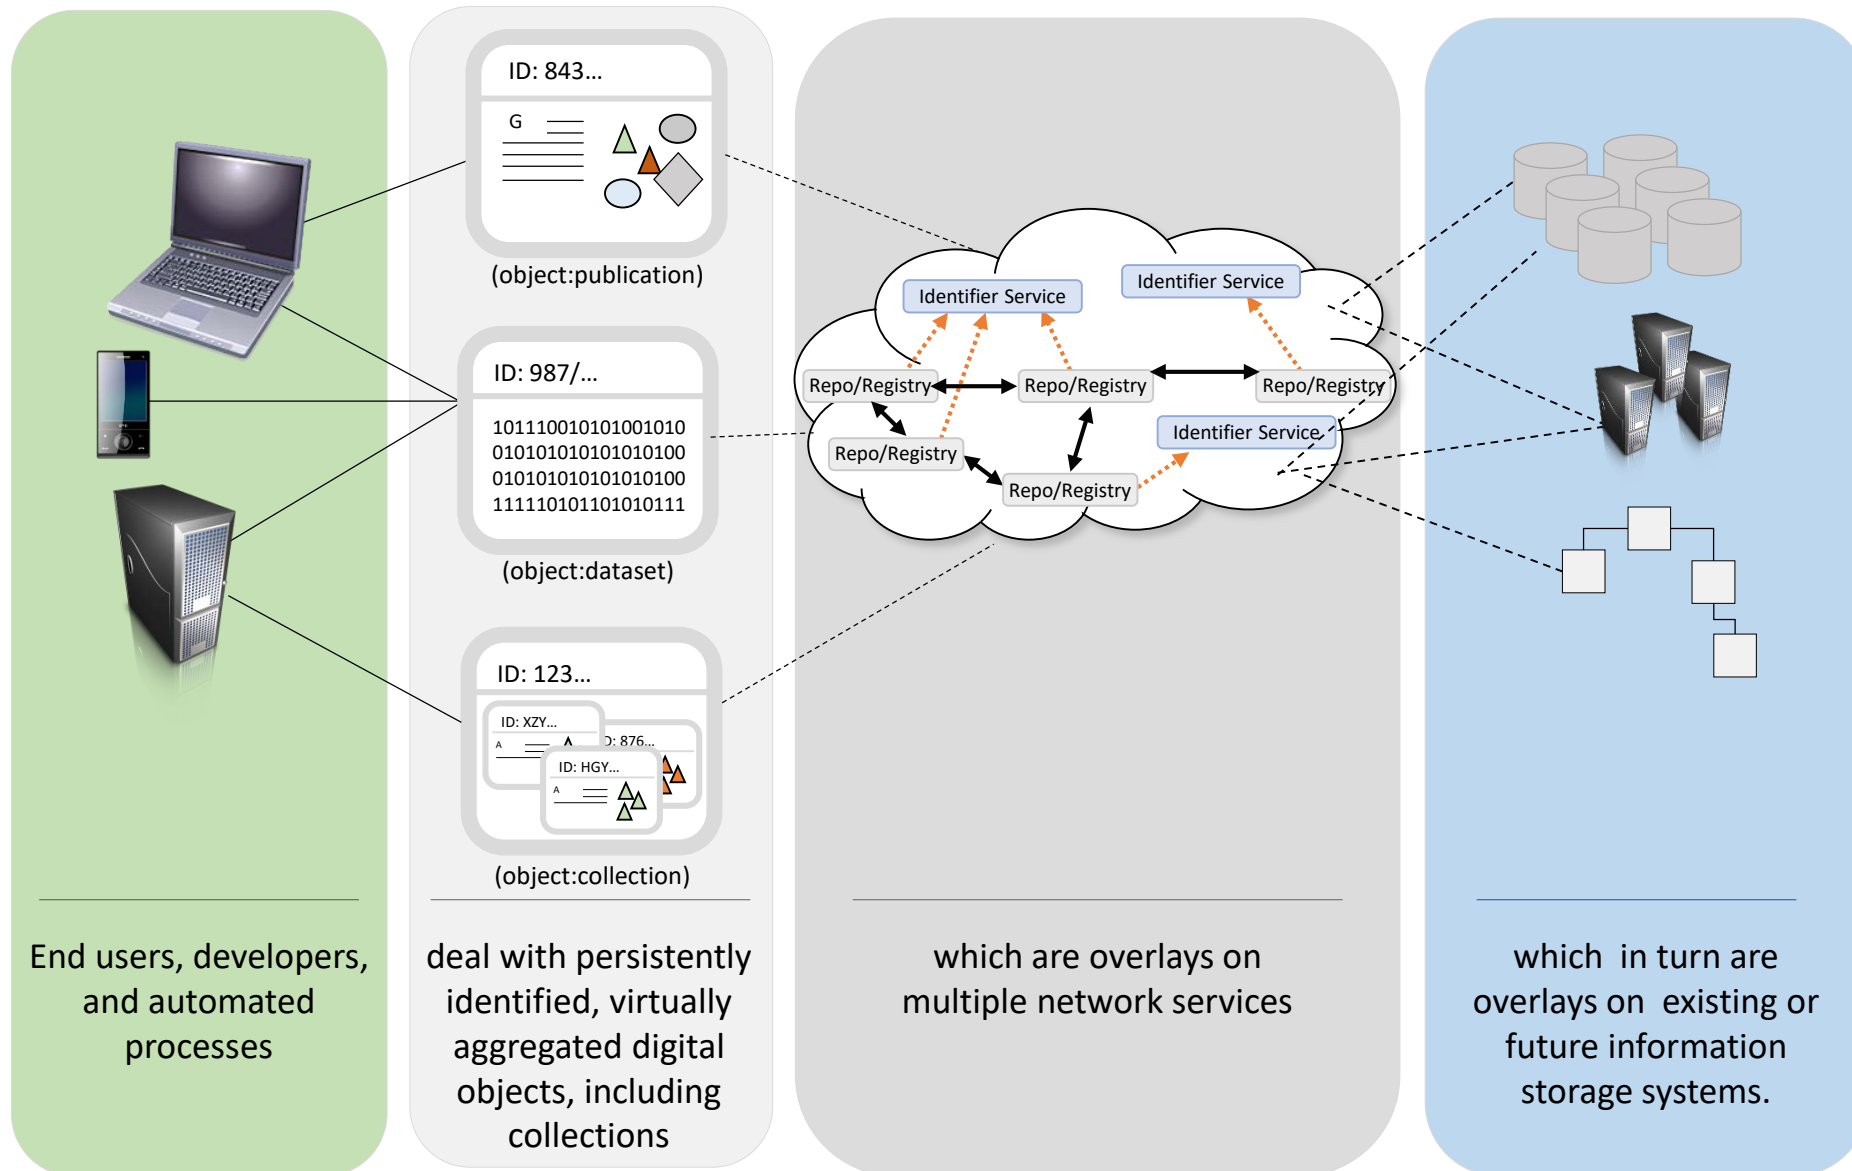 ID: 843...
G
(object:publication)
ID: 987/...
101110010101001010
010101010101010100
010101010101010100
111110101101010111
(object:dataset)
ID: 123...
ID: XZY...
A
D: 876...
ID: HGY...
A
(object:collection)
Identifier Service
Identifier Service
Repo/Registry
Repo/Registry
Repo/Registry
Identifier Service
Repo/Registry
Repo/Registry
End users, developers,
and automated
processes
deal with persistently
identified, virtually
aggregated digital
objects, including
collections
which are overlays on
multiple network services
which in turn are
overlays on existing or
future information
storage systems.